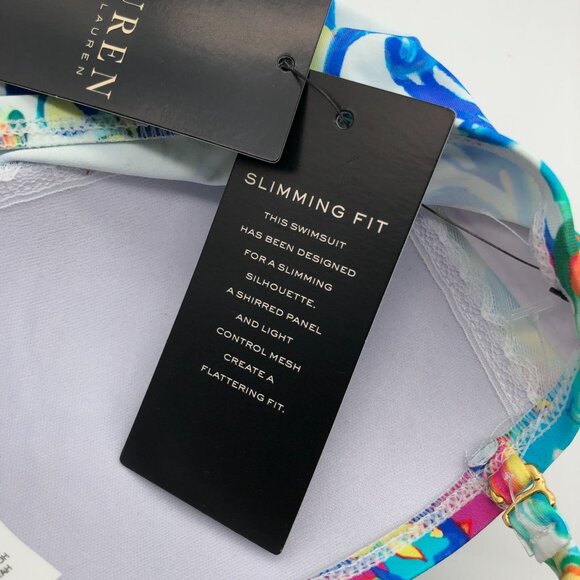 UREN
LAUREN
SLIMMING FIT
THIS SWIMSUIT
HAS BEEN DESIGNED
FOR A SLIMMING
SILHOUETTE.
A SHIRRED PANEL
AND LIGHT
CONTROL MESH
CREATE A
FLATTERING FIT.